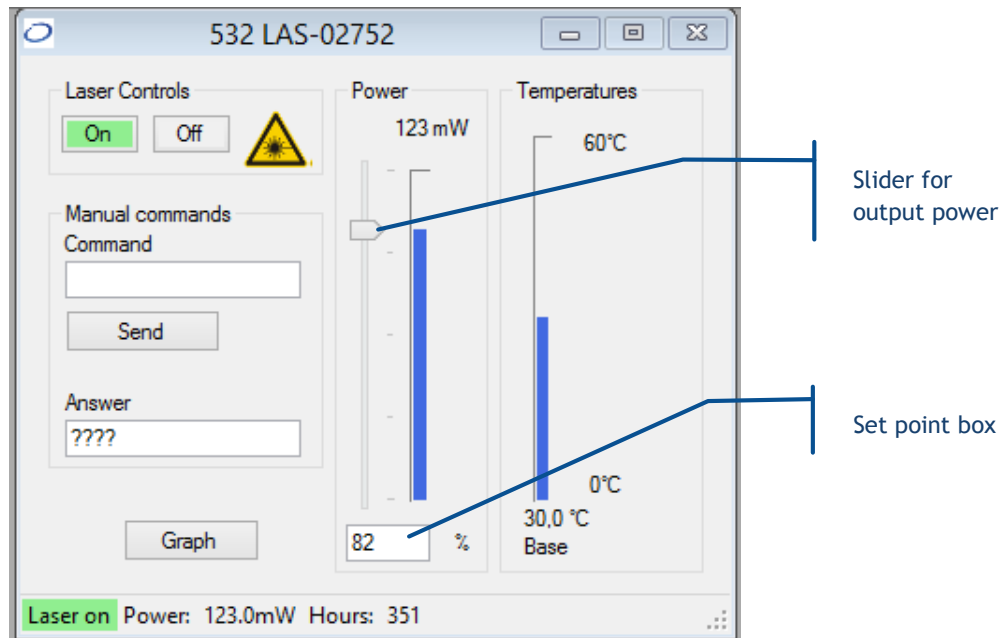 532 LAS-02752
Laser Controls
On
Off
Manual commands
Command
Send
Answer
????
Graph
Power
123 mW
82 %
Temperatures
60°C
0°C
30,0 °C
Base
Slider for
output power
Set point box
Laser on Power: 123.0mW Hours: 351